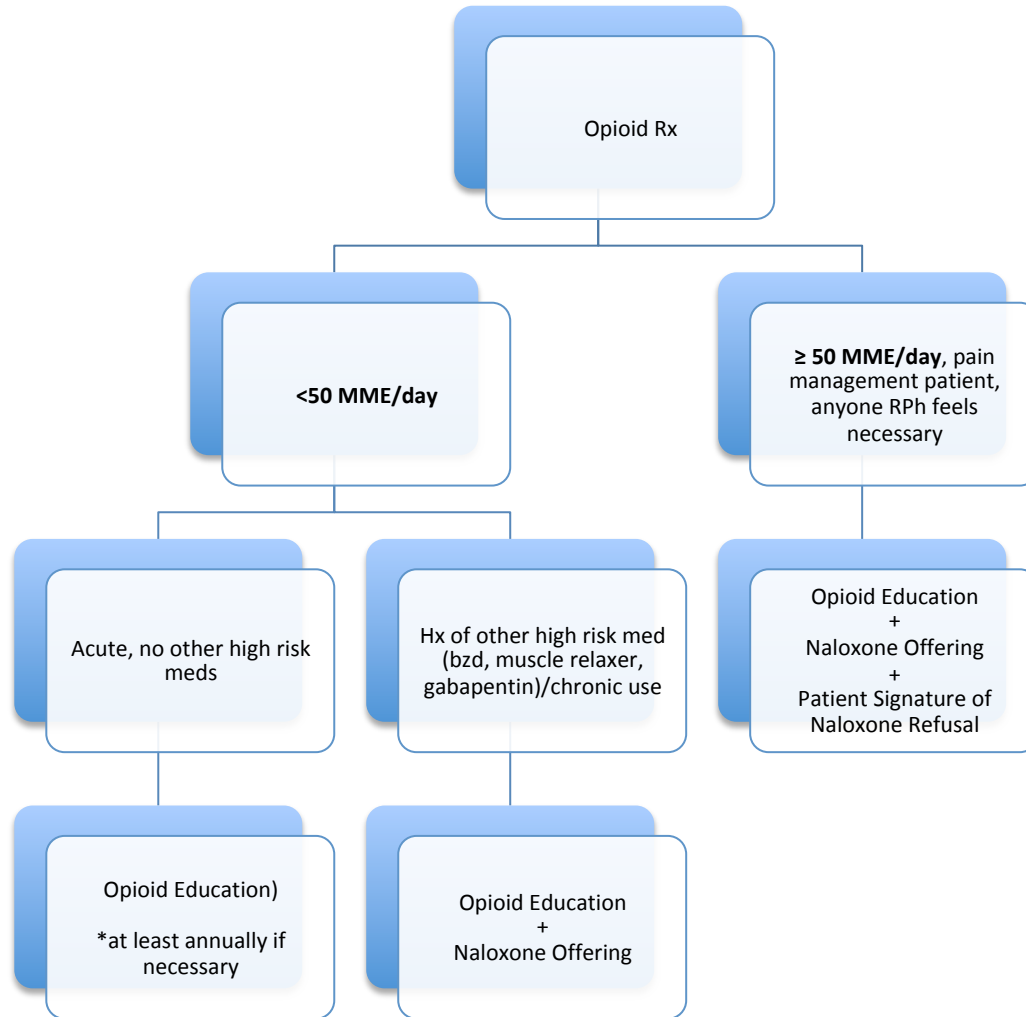 Opioid Rx
<50 MME/day
≥ 50 MME/day, pain
management patient,
anyone RPh feels
necessary
Acute, no other high risk
meds
Hx of other high risk med
(bzd, muscle relaxer,
gabapentin)/chronic use
Opioid Education
+
Naloxone Offering
+
Patient Signature of
Naloxone Refusal
Opioid Education)
*at least annually if
necessary
Opioid Education
+
Naloxone Offering